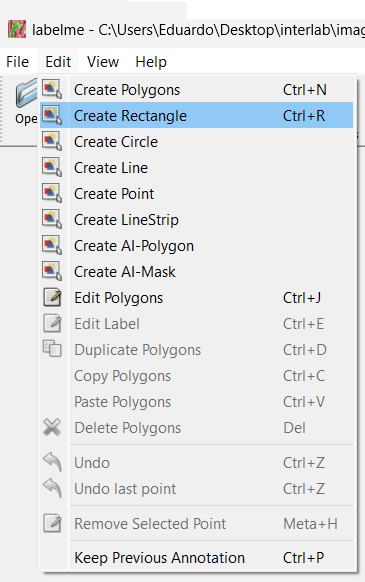 labelme - C:\Users\Eduardo\Desktop\interlab\ima
File Edit View Help
Ope
Create Polygons Ctrl+N
Create Rectangle Ctrl+R
Create Circle
Create Line
Create Point
Create LineStrip
Create AI-Polygon
Create AI-Mask
Edit Polygons Ctrl+J
Edit Label Ctrl+E
Duplicate Polygons Ctrl+D
Copy Polygons Ctrl+C
Paste Polygons Ctrl+V
Delete Polygons Del
Undo Ctrl+Z
Undo last point Ctrl+Z
Remove Selected Point Meta+H
Keep Previous Annotation Ctrl+P